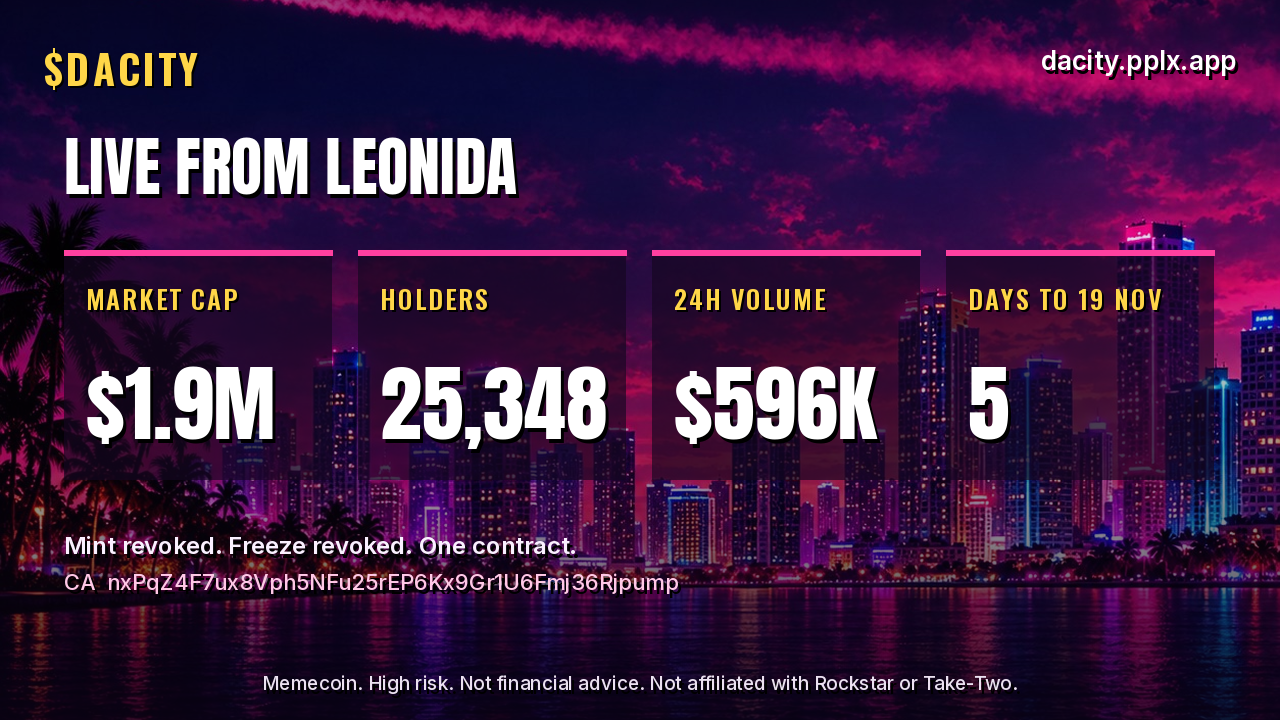 $DACITY
dacity.pplx.app
LIVE FROM LEONIDA
MARKET CAP
$1.9M
HOLDERS
25,348
24H VOLUME
$596K
DAYS TO 19 NOV
5
Mint revoked. Freeze revoked. One contract.
CA nxPqZ4F7ux8Vph5NFu25rEP6Kx9Gr1U6Fmj36Rjpump
Memecoin. High risk. Not financial advice. Not affiliated with Rockstar or Take-Two.